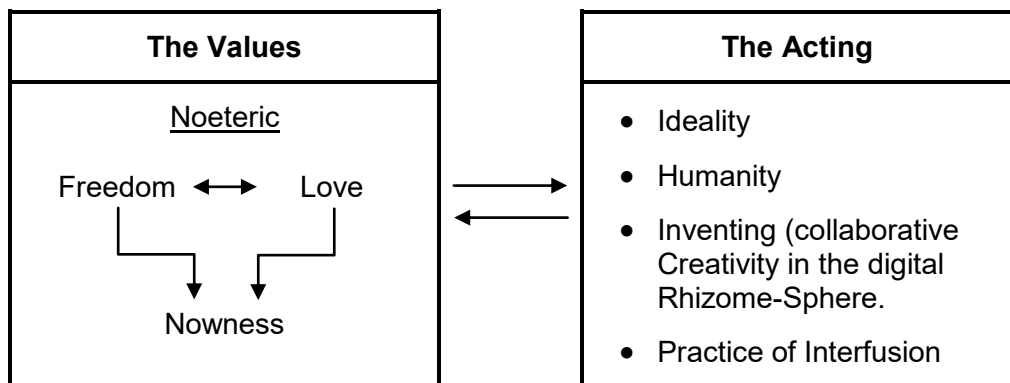 The Values
Noeteric
Freedom Love
Nowness
The Acting
• Ideality
• Humanity
• Inventing (collaborative
Creativity in the digital
Rhizome-Sphere.
• Practice of Interfusion